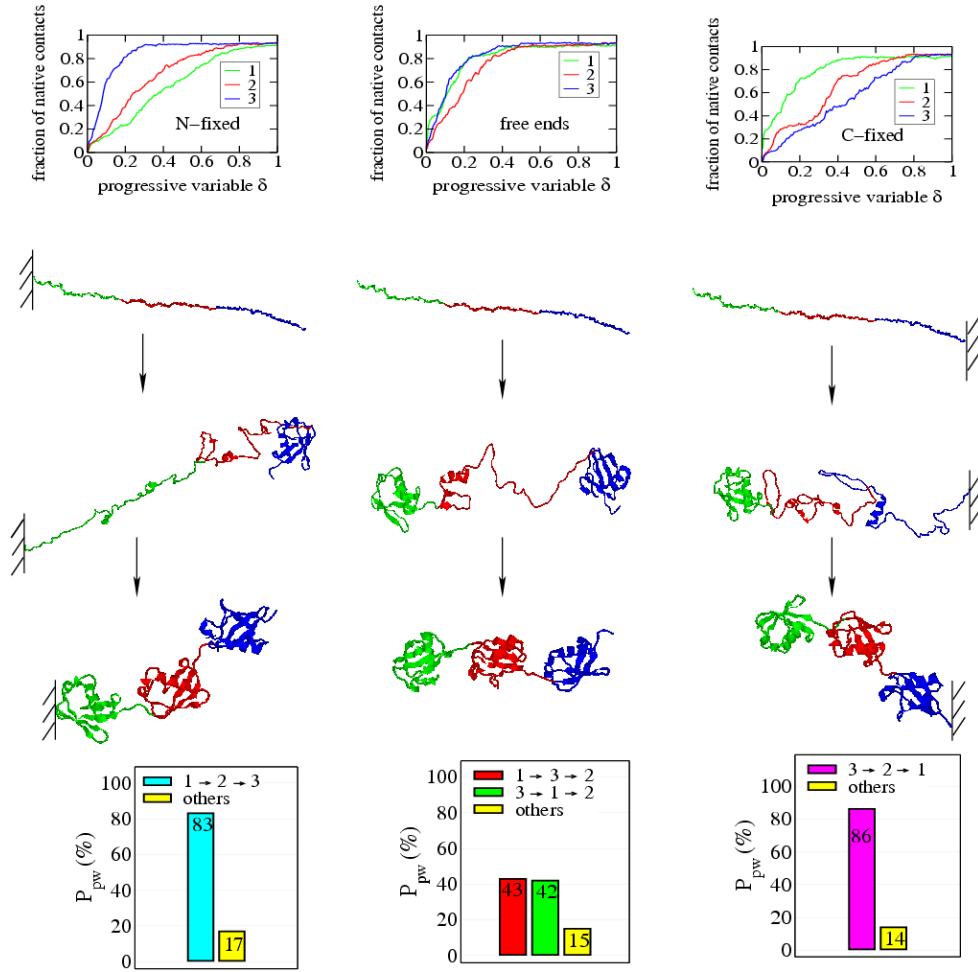 fraction of native contacts
1
0.8
0.6
0.4
0.2
0
0 0.2 0.4 0.6 0.8 1
1
2
3
N–fixed
progressive variable δ
fraction of native contacts
1
0.8
0.6
0.4
0.2
0
0 0.2 0.4 0.6 0.8 1
1
2
3
free ends
progressive variable δ
fraction of native contacts
1
0.8
0.6
0.4
0.2
0
0 0.2 0.4 0.6 0.8 1
1
2
3
C–fixed
progressive variable δ
P_pw (%)
100
80
60
40
20
0
1 → 2 → 3
others
83
17
P_pw (%)
100
80
60
40
20
0
1 → 3 → 2
3 → 1 → 2
others
43
42
15
P_pw (%)
100
80
60
40
20
0
3 → 2 → 1
others
86
14